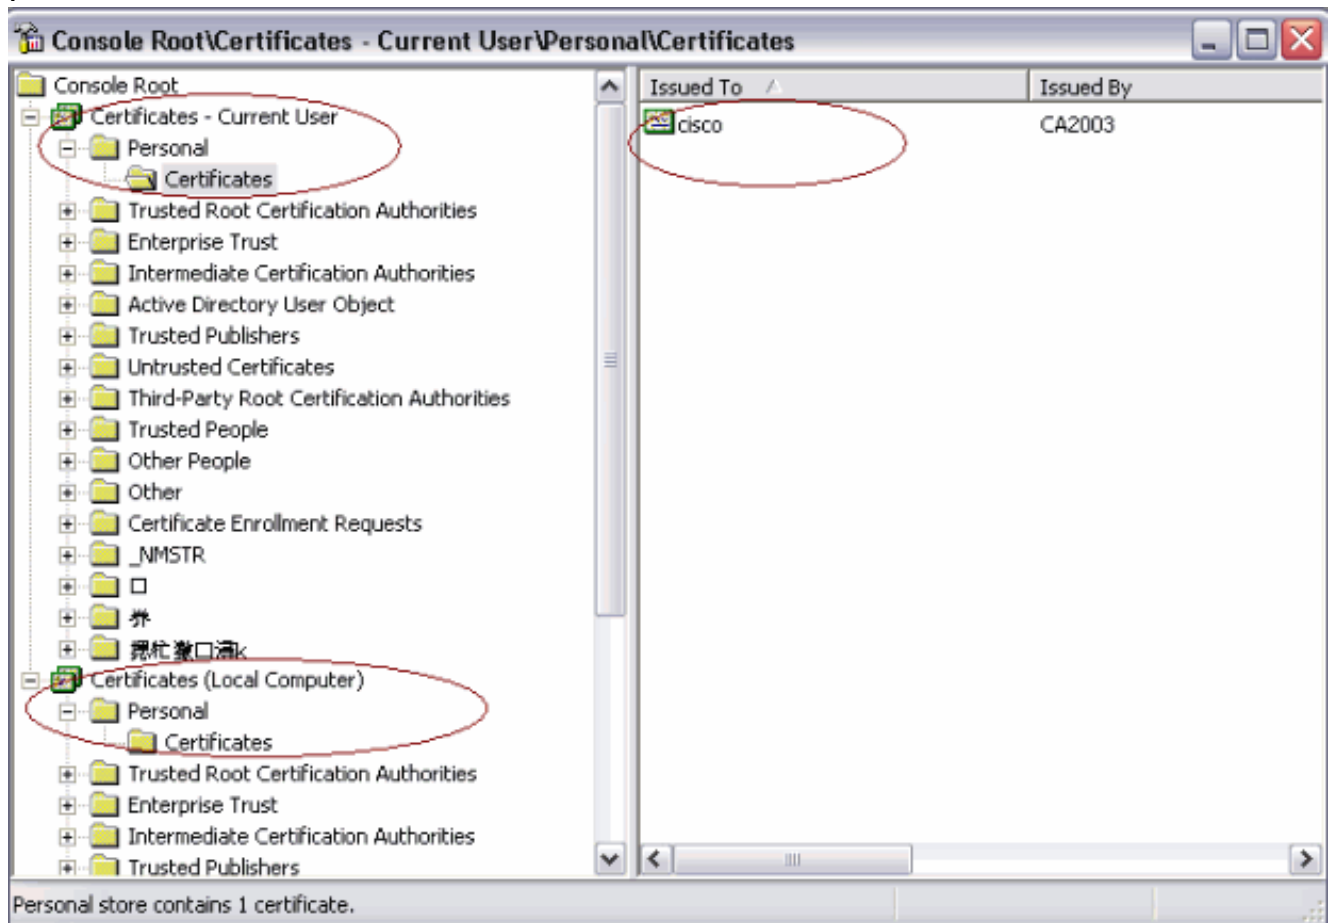 Console Root\Certificates - Current User\Personal\Certificates
Console Root
Certificates - Current User
Personal
Certificates
Trusted Root Certification Authorities
Enterprise Trust
Intermediate Certification Authorities
Active Directory User Object
Trusted Publishers
Untrusted Certificates
Third-Party Root Certification Authorities
Trusted People
Other People
Other
Certificate Enrollment Requests
_NMSTR
Certificates (Local Computer)
Personal
Certificates
Trusted Root Certification Authorities
Enterprise Trust
Intermediate Certification Authorities
Trusted Publishers
Issued To Issued By
cisco CA2003
Personal store contains 1 certificate.